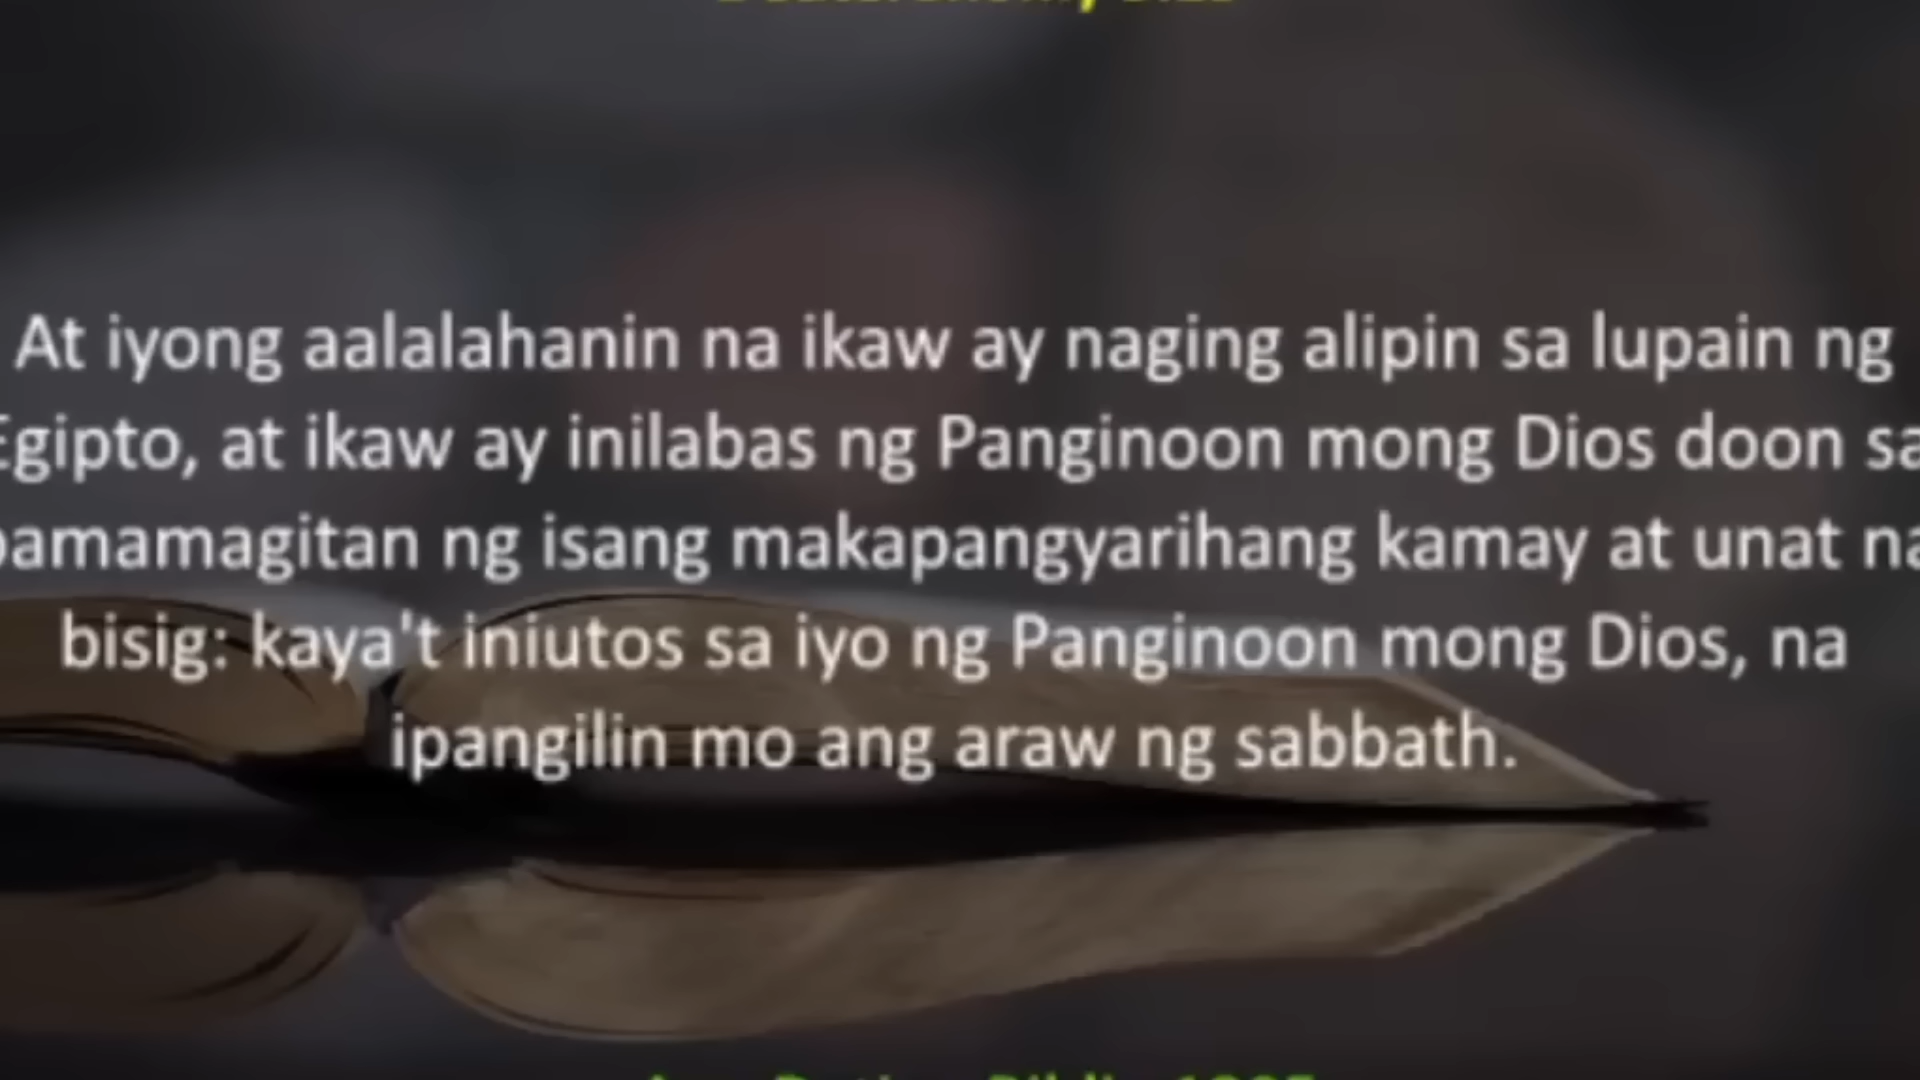 At iyong aalalahanin na ikaw ay naging alipin sa lupain ng
Egipto, at ikaw ay inilabas ng Panginoon mong Dios doon sa
pamamagitan ng isang makapangyarihang kamay at unat na
bisig: kaya't iniutos sa iyo ng Panginoon mong Dios, na
ipangilin mo ang araw ng sabbath.